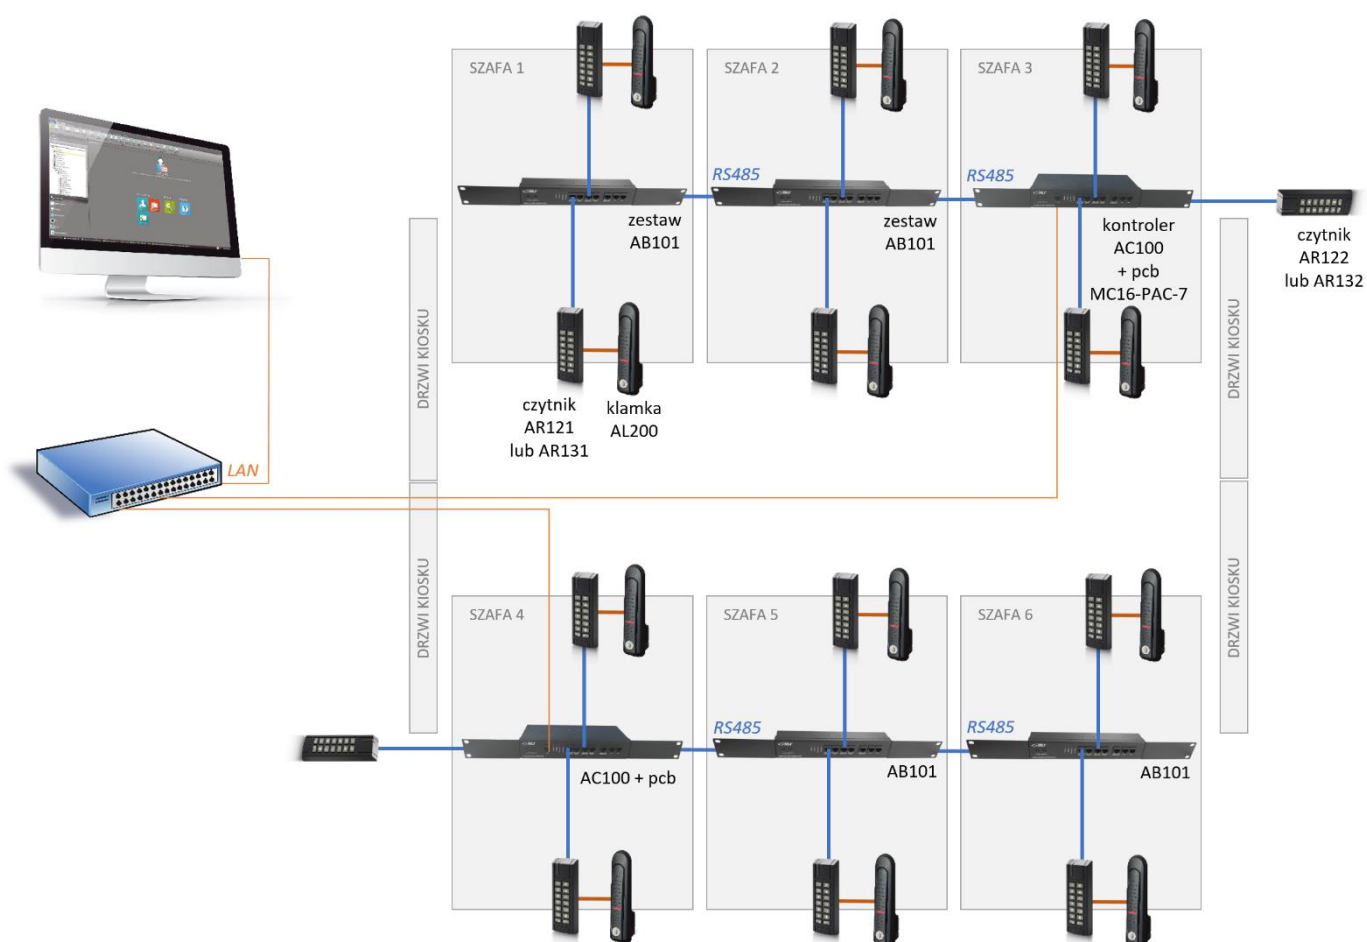 SZAFA 1
SZAFA 2
SZAFA 3
RS485
RS485
zestaw
AB101
zestaw
AB101
kontroler
AC100
+ pcb
MC16-PAC-7
czytnik
AR122
lub AR132
DRZWI KIOSKU
DRZWI KIOSKU
czytnik
AR121
lub AR131
klamka
AL200
LAN
DRZWI KIOSKU
DRZWI KIOSKU
SZAFA 4
SZAFA 5
SZAFA 6
RS485
RS485
AC100 + pcb
AB101
AB101